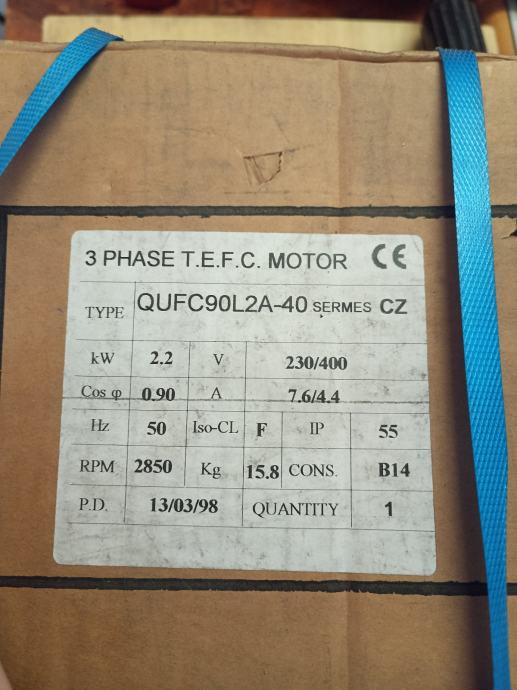 3 PHASE T.E.F.C. MOTOR CE
TYPE QUFC90L2A-40 SERMES CZ
kW 2.2 V 230/400
Cos φ 0.90 A 7.6/4.4
Hz 50 Iso-CL F IP 55
RPM 2850 Kg 15.8 CONS. B14
P.D. 13/03/98 QUANTITY 1